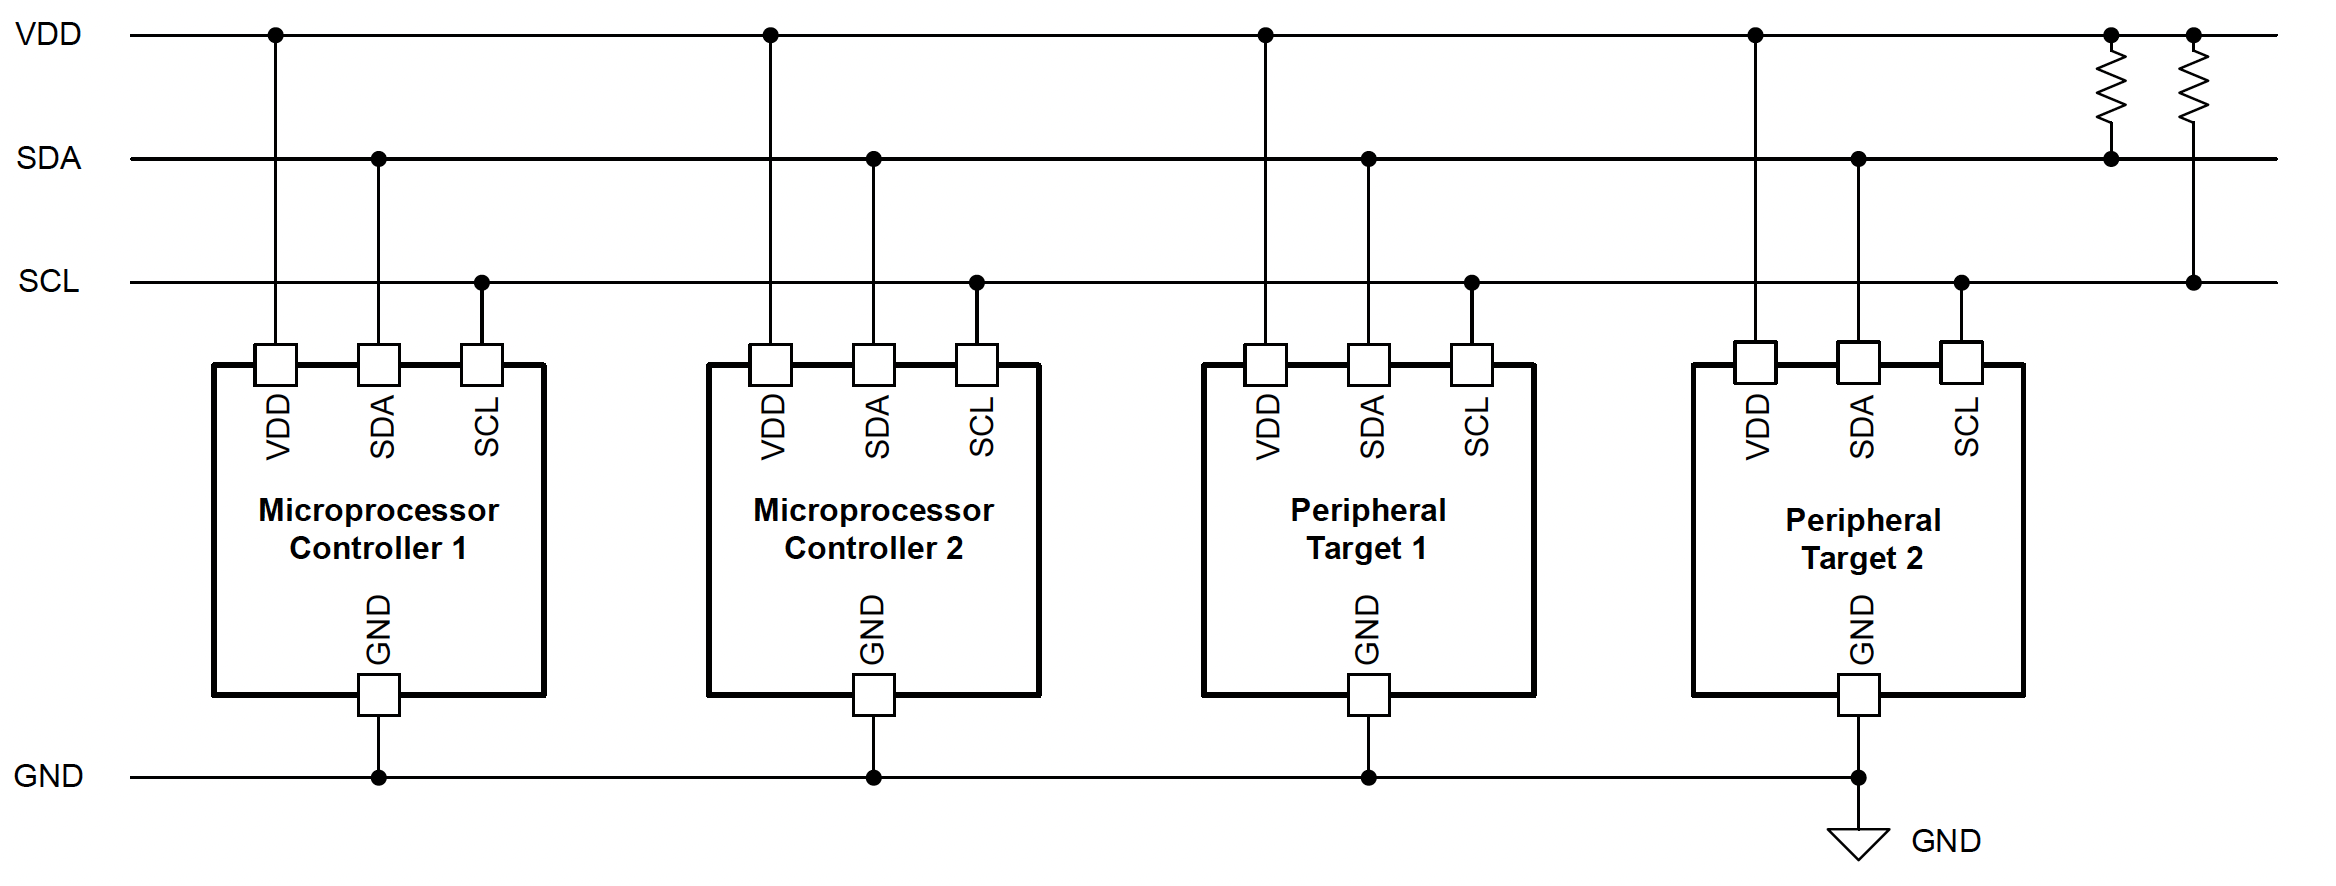 VDD
SDA
SCL
VDD
SDA
SCL
Microprocessor
Controller 1
GND
VDD
SDA
SCL
Microprocessor
Controller 2
GND
VDD
SDA
SCL
Peripheral
Target 1
GND
VDD
SDA
SCL
Peripheral
Target 2
GND
GND
GND